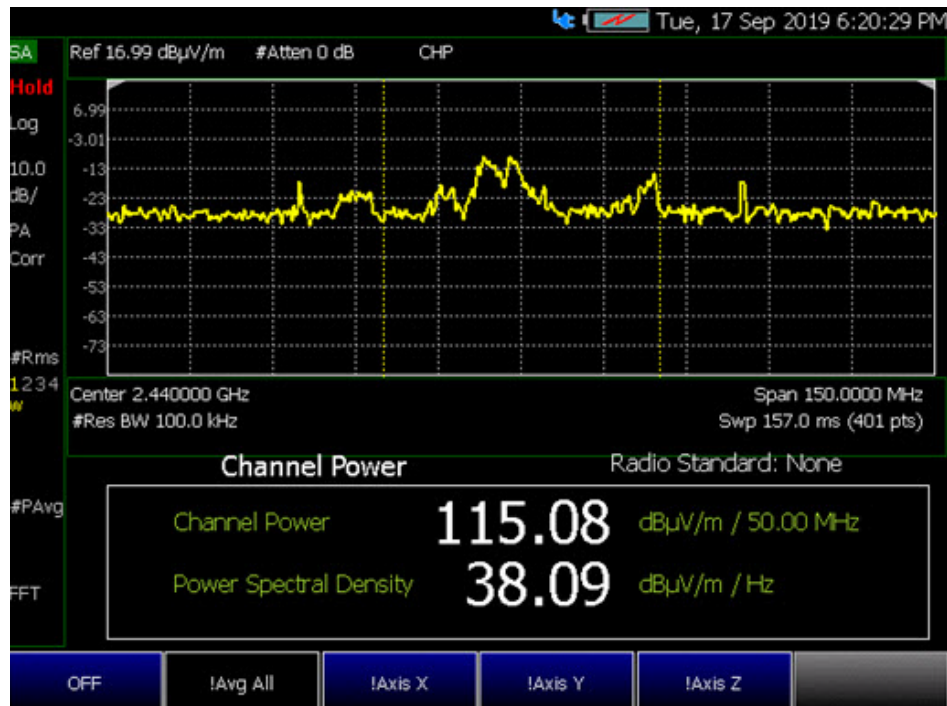 Tue, 17 Sep 2019 6:20:29 PM
SA
Ref 16.99 dBµV/m #Atten 0 dB CHP
Hold
Log
10.0
dB/
PA
Corr
#Rms
1234
W
#PAvg
FFT
6.99
-3.01
-13
-23
-33
-43
-53
-63
-73
Center 2.440000 GHz Span 150.0000 MHz
#Res BW 100.0 kHz Swp 157.0 ms (401 pts)
Channel Power Radio Standard: None
Channel Power 115.08 dBµV/m / 50.00 MHz
Power Spectral Density 38.09 dBµV/m / Hz
OFF !Avg All !Axis X !Axis Y !Axis Z